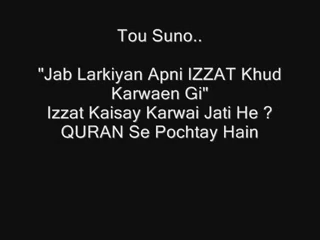 Tou Suno..
"Jab Larkiyan Apni IZZAT Khud
Karwaen Gi"
Izzat Kaisay Karwai Jati He ?
QURAN Se Pochtay Hain